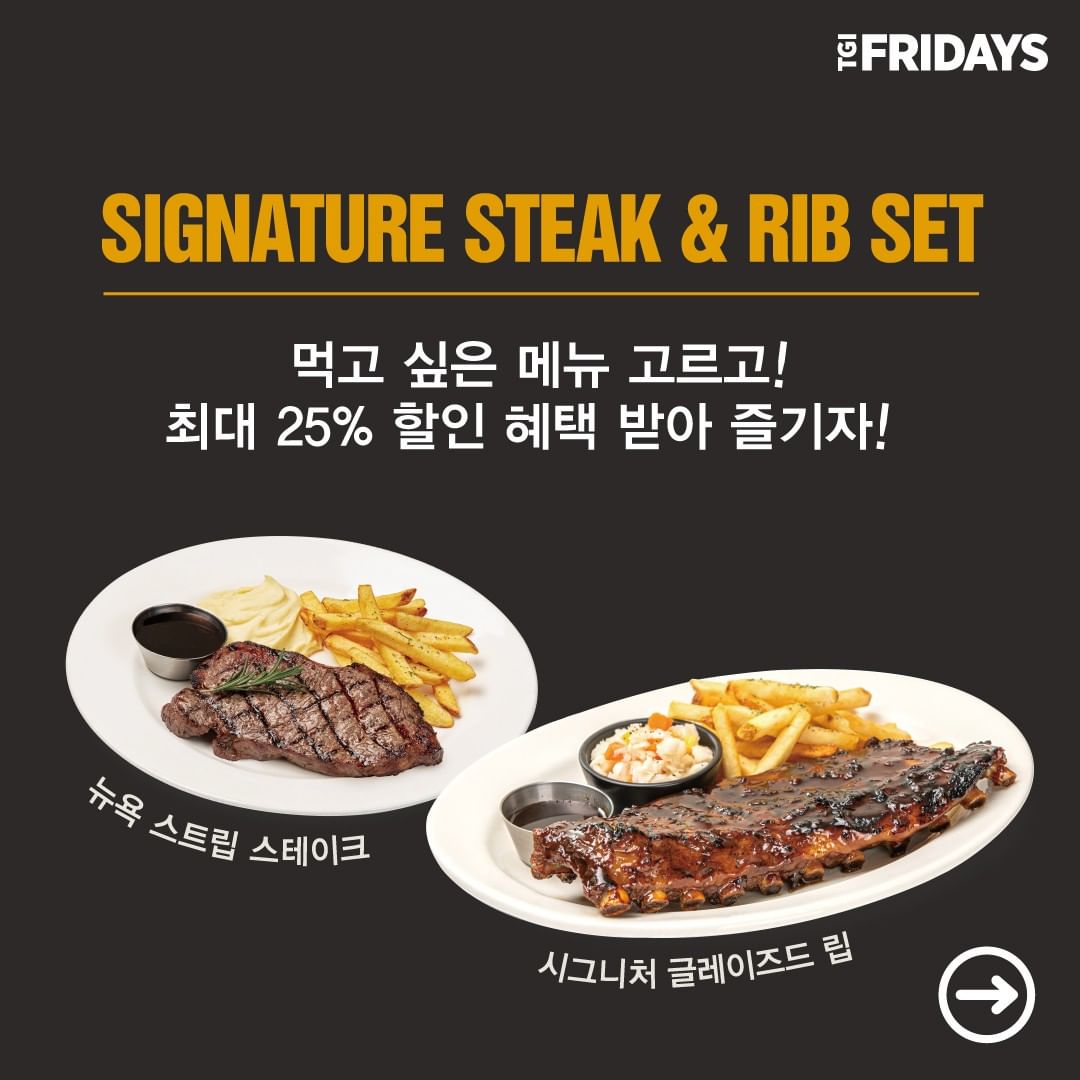 TGI FRIDAYS
SIGNATURE STEAK & RIB SET
먹고 싶은 메뉴 고르고!
최대 25% 할인 혜택 받아 즐기자!
뉴욕 스트립 스테이크
시그니처 글레이즈드 립